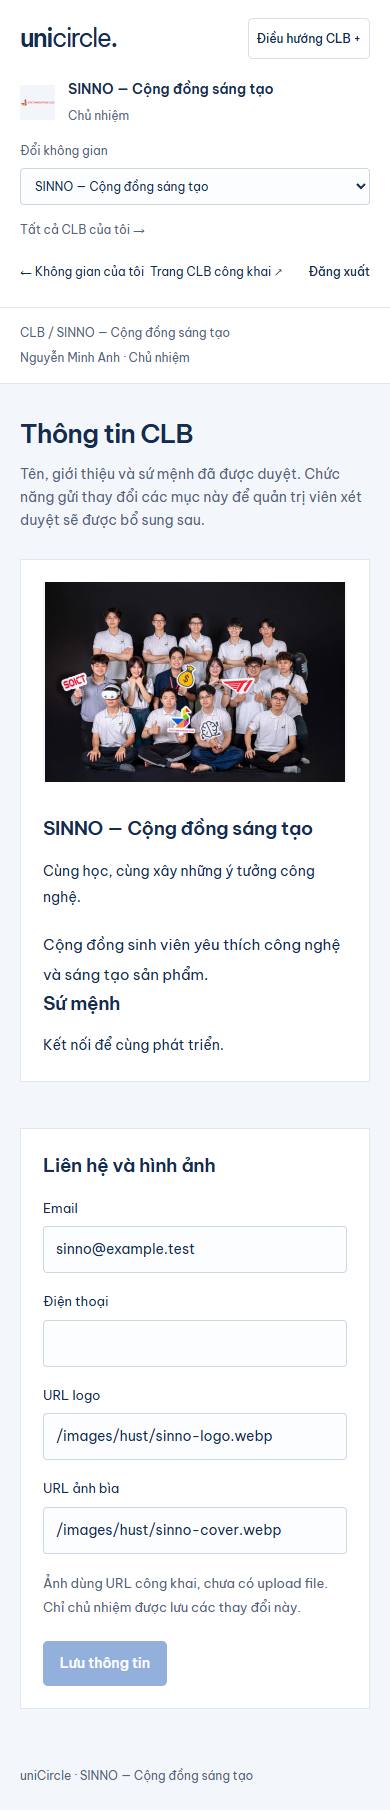 unicircle.
Điều hướng CLB +
SINNO — Cộng đồng sáng tạo
Chủ nhiệm
Đổi không gian
SINNO — Cộng đồng sáng tạo
Tất cả CLB của tôi →
← Không gian của tôi Trang CLB công khai ↗ Đăng xuất
CLB / SINNO — Cộng đồng sáng tạo
Nguyễn Minh Anh · Chủ nhiệm
Thông tin CLB
Tên, giới thiệu và sứ mệnh đã được duyệt. Chức
năng gửi thay đổi các mục này để quản trị viên xét
duyệt sẽ được bổ sung sau.
SOICT
SINNO — Cộng đồng sáng tạo
Cùng học, cùng xây những ý tưởng công
nghệ.
Cộng đồng sinh viên yêu thích công nghệ
và sáng tạo sản phẩm.
Sứ mệnh
Kết nối để cùng phát triển.
Liên hệ và hình ảnh
Email
sinno@example.test
Điện thoại
URL logo
/images/hust/sinno-logo.webp
URL ảnh bìa
/images/hust/sinno-cover.webp
Ảnh dùng URL công khai, chưa có upload file.
Chỉ chủ nhiệm được lưu các thay đổi này.
Lưu thông tin
uniCircle · SINNO — Cộng đồng sáng tạo